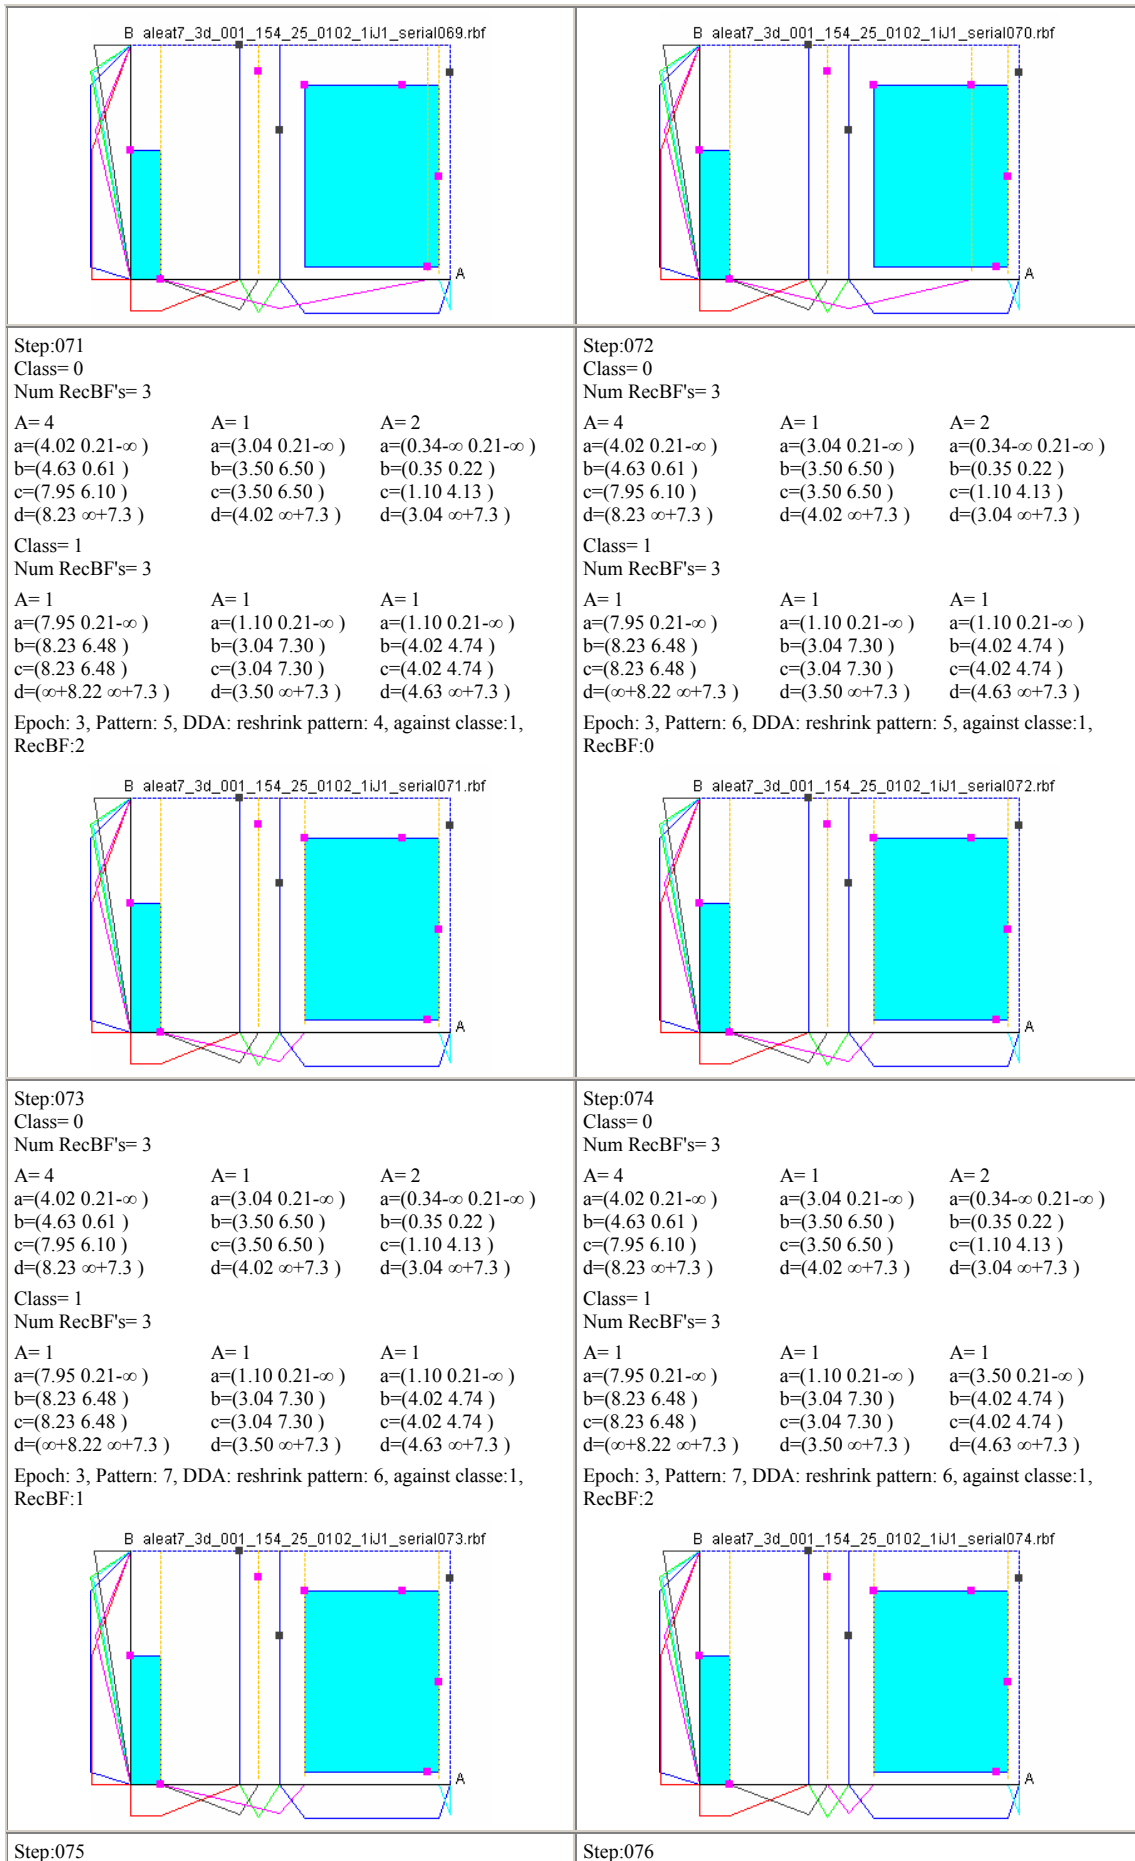 B aleat7_3d_001_154_25_0102_1iJ1_serial069.rbf
A
B aleat7_3d_001_154_25_0102_1iJ1_serial070.rbf
A
Step:071
Class= 0
Num RecBF's= 3
A= 4 A= 1 A= 2
a=(4.02 0.21-∞ ) a=(3.04 0.21-∞ ) a=(0.34-∞ 0.21-∞ )
b=(4.63 0.61 ) b=(3.50 6.50 ) b=(0.35 0.22 )
c=(7.95 6.10 ) c=(3.50 6.50 ) c=(1.10 4.13 )
d=(8.23 ∞+7.3 ) d=(4.02 ∞+7.3 ) d=(3.04 ∞+7.3 )
Class= 1
Num RecBF's= 3
A= 1 A= 1 A= 1
a=(7.95 0.21-∞ ) a=(1.10 0.21-∞ ) a=(1.10 0.21-∞ )
b=(8.23 6.48 ) b=(3.04 7.30 ) b=(4.02 4.74 )
c=(8.23 6.48 ) c=(3.04 7.30 ) c=(4.02 4.74 )
d=(∞+8.22 ∞+7.3 ) d=(3.50 ∞+7.3 ) d=(4.63 ∞+7.3 )
Epoch: 3, Pattern: 5, DDA: reshrink pattern: 4, against classe:1,
RecBF:2
B aleat7_3d_001_154_25_0102_1iJ1_serial071.rbf
A
Step:072
Class= 0
Num RecBF's= 3
A= 4 A= 1 A= 2
a=(4.02 0.21-∞ ) a=(3.04 0.21-∞ ) a=(0.34-∞ 0.21-∞ )
b=(4.63 0.61 ) b=(3.50 6.50 ) b=(0.35 0.22 )
c=(7.95 6.10 ) c=(3.50 6.50 ) c=(1.10 4.13 )
d=(8.23 ∞+7.3 ) d=(4.02 ∞+7.3 ) d=(3.04 ∞+7.3 )
Class= 1
Num RecBF's= 3
A= 1 A= 1 A= 1
a=(7.95 0.21-∞ ) a=(1.10 0.21-∞ ) a=(1.10 0.21-∞ )
b=(8.23 6.48 ) b=(3.04 7.30 ) b=(4.02 4.74 )
c=(8.23 6.48 ) c=(3.04 7.30 ) c=(4.02 4.74 )
d=(∞+8.22 ∞+7.3 ) d=(3.50 ∞+7.3 ) d=(4.63 ∞+7.3 )
Epoch: 3, Pattern: 6, DDA: reshrink pattern: 5, against classe:1,
RecBF:0
B aleat7_3d_001_154_25_0102_1iJ1_serial072.rbf
A
Step:073
Class= 0
Num RecBF's= 3
A= 4 A= 1 A= 2
a=(4.02 0.21-∞ ) a=(3.04 0.21-∞ ) a=(0.34-∞ 0.21-∞ )
b=(4.63 0.61 ) b=(3.50 6.50 ) b=(0.35 0.22 )
c=(7.95 6.10 ) c=(3.50 6.50 ) c=(1.10 4.13 )
d=(8.23 ∞+7.3 ) d=(4.02 ∞+7.3 ) d=(3.04 ∞+7.3 )
Class= 1
Num RecBF's= 3
A= 1 A= 1 A= 1
a=(7.95 0.21-∞ ) a=(1.10 0.21-∞ ) a=(1.10 0.21-∞ )
b=(8.23 6.48 ) b=(3.04 7.30 ) b=(4.02 4.74 )
c=(8.23 6.48 ) c=(3.04 7.30 ) c=(4.02 4.74 )
d=(∞+8.22 ∞+7.3 ) d=(3.50 ∞+7.3 ) d=(4.63 ∞+7.3 )
Epoch: 3, Pattern: 7, DDA: reshrink pattern: 6, against classe:1,
RecBF:1
B aleat7_3d_001_154_25_0102_1iJ1_serial073.rbf
A
Step:074
Class= 0
Num RecBF's= 3
A= 4 A= 1 A= 2
a=(4.02 0.21-∞ ) a=(3.04 0.21-∞ ) a=(0.34-∞ 0.21-∞ )
b=(4.63 0.61 ) b=(3.50 6.50 ) b=(0.35 0.22 )
c=(7.95 6.10 ) c=(3.50 6.50 ) c=(1.10 4.13 )
d=(8.23 ∞+7.3 ) d=(4.02 ∞+7.3 ) d=(3.04 ∞+7.3 )
Class= 1
Num RecBF's= 3
A= 1 A= 1 A= 1
a=(7.95 0.21-∞ ) a=(1.10 0.21-∞ ) a=(3.50 0.21-∞ )
b=(8.23 6.48 ) b=(3.04 7.30 ) b=(4.02 4.74 )
c=(8.23 6.48 ) c=(3.04 7.30 ) c=(4.02 4.74 )
d=(∞+8.22 ∞+7.3 ) d=(3.50 ∞+7.3 ) d=(4.63 ∞+7.3 )
Epoch: 3, Pattern: 7, DDA: reshrink pattern: 6, against classe:1,
RecBF:2
B aleat7_3d_001_154_25_0102_1iJ1_serial074.rbf
A
Step:075
Step:076